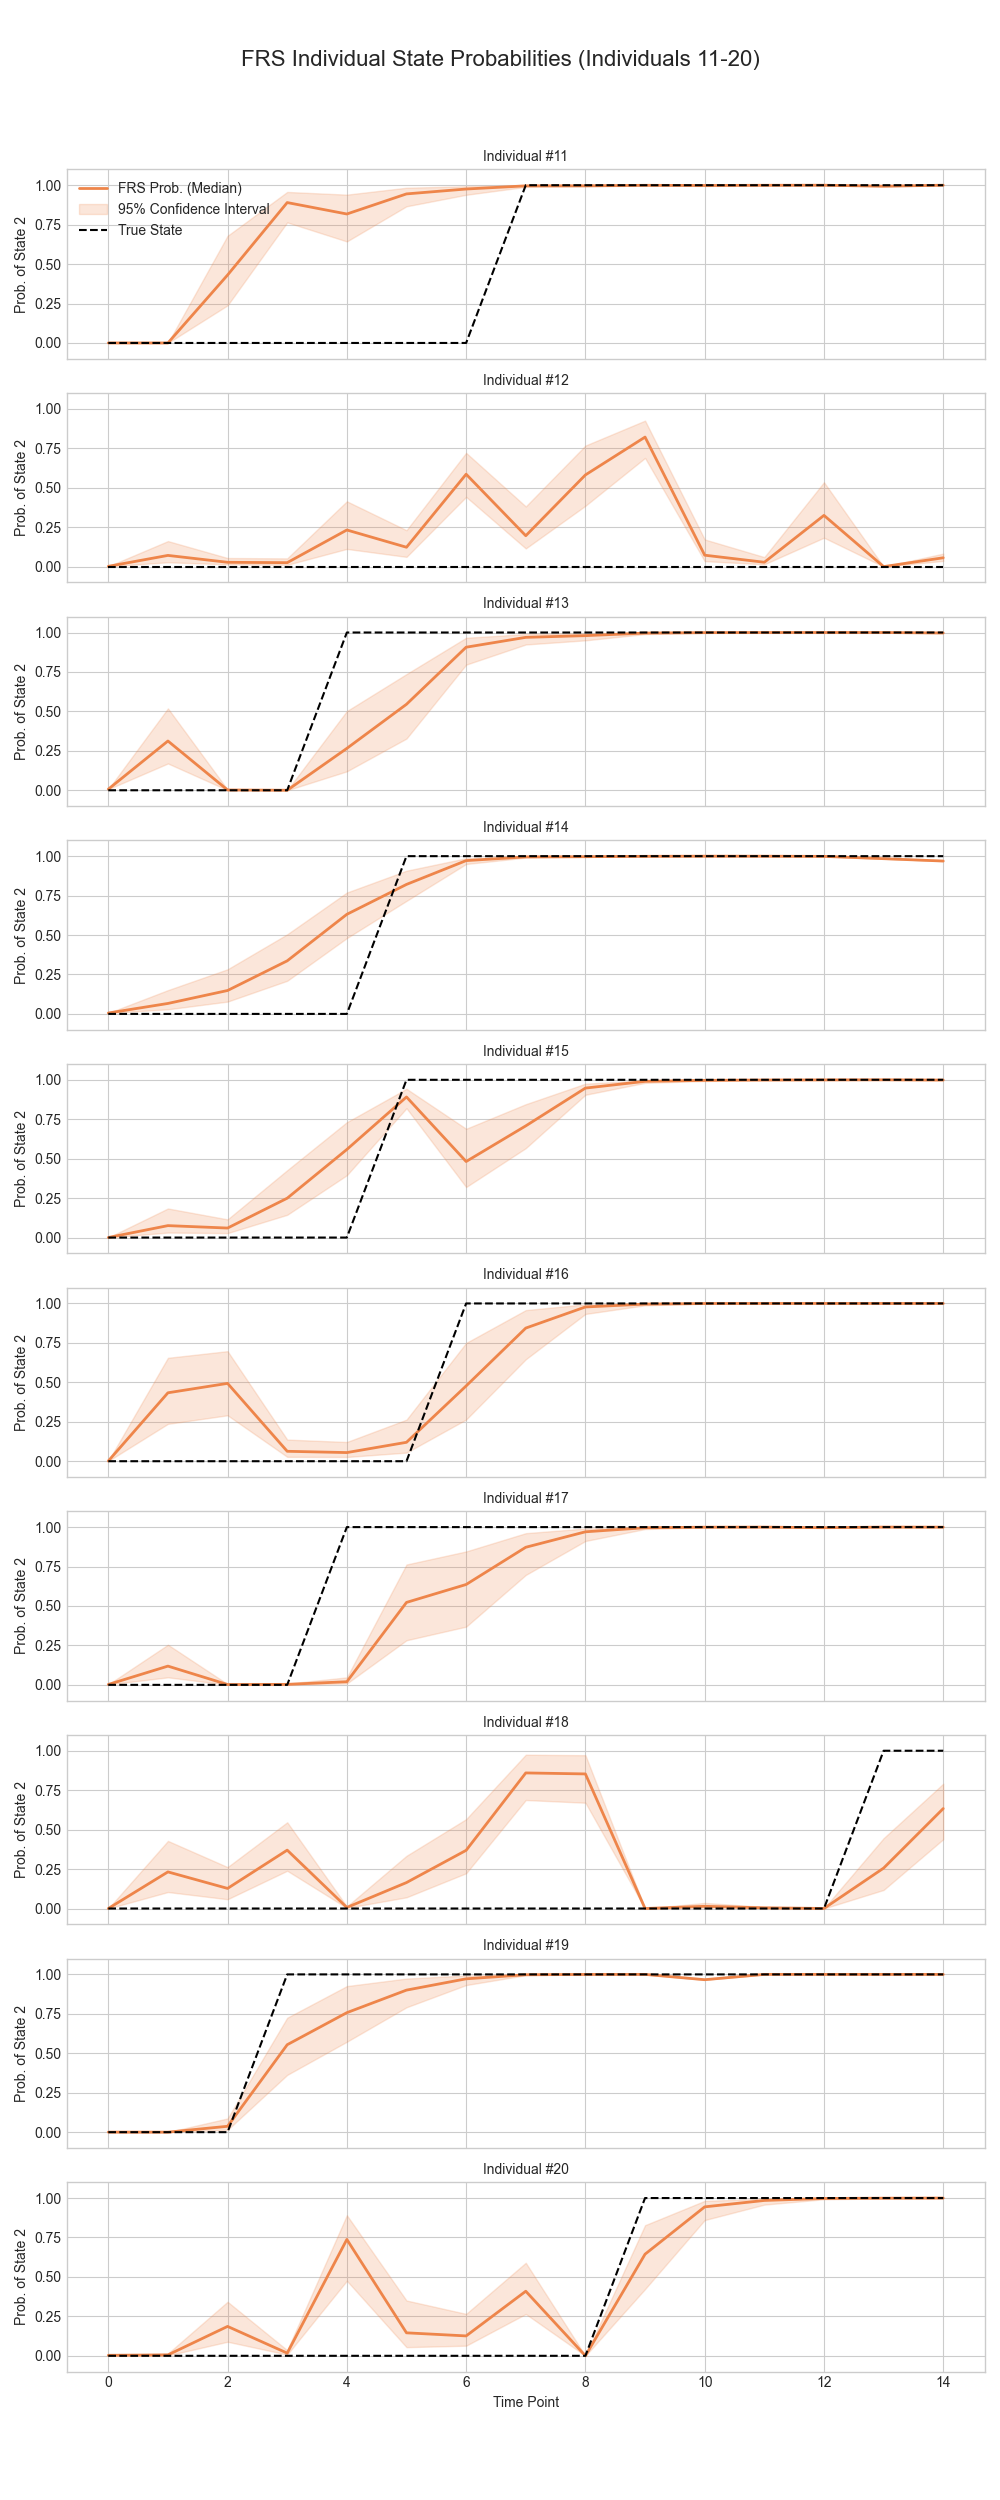 FRS Individual State Probabilities (Individuals 11-20)
Individual #11
FRS Prob. (Median)
95% Confidence Interval
True State
Prob. of State 2
1.00
0.75
0.50
0.25
0.00
Individual #12
Prob. of State 2
1.00
0.75
0.50
0.25
0.00
Individual #13
Prob. of State 2
1.00
0.75
0.50
0.25
0.00
Individual #14
Prob. of State 2
1.00
0.75
0.50
0.25
0.00
Individual #15
Prob. of State 2
1.00
0.75
0.50
0.25
0.00
Individual #16
Prob. of State 2
1.00
0.75
0.50
0.25
0.00
Individual #17
Prob. of State 2
1.00
0.75
0.50
0.25
0.00
Individual #18
Prob. of State 2
1.00
0.75
0.50
0.25
0.00
Individual #19
Prob. of State 2
1.00
0.75
0.50
0.25
0.00
Individual #20
Prob. of State 2
1.00
0.75
0.50
0.25
0.00
0 2 4 6 8 10 12 14
Time Point